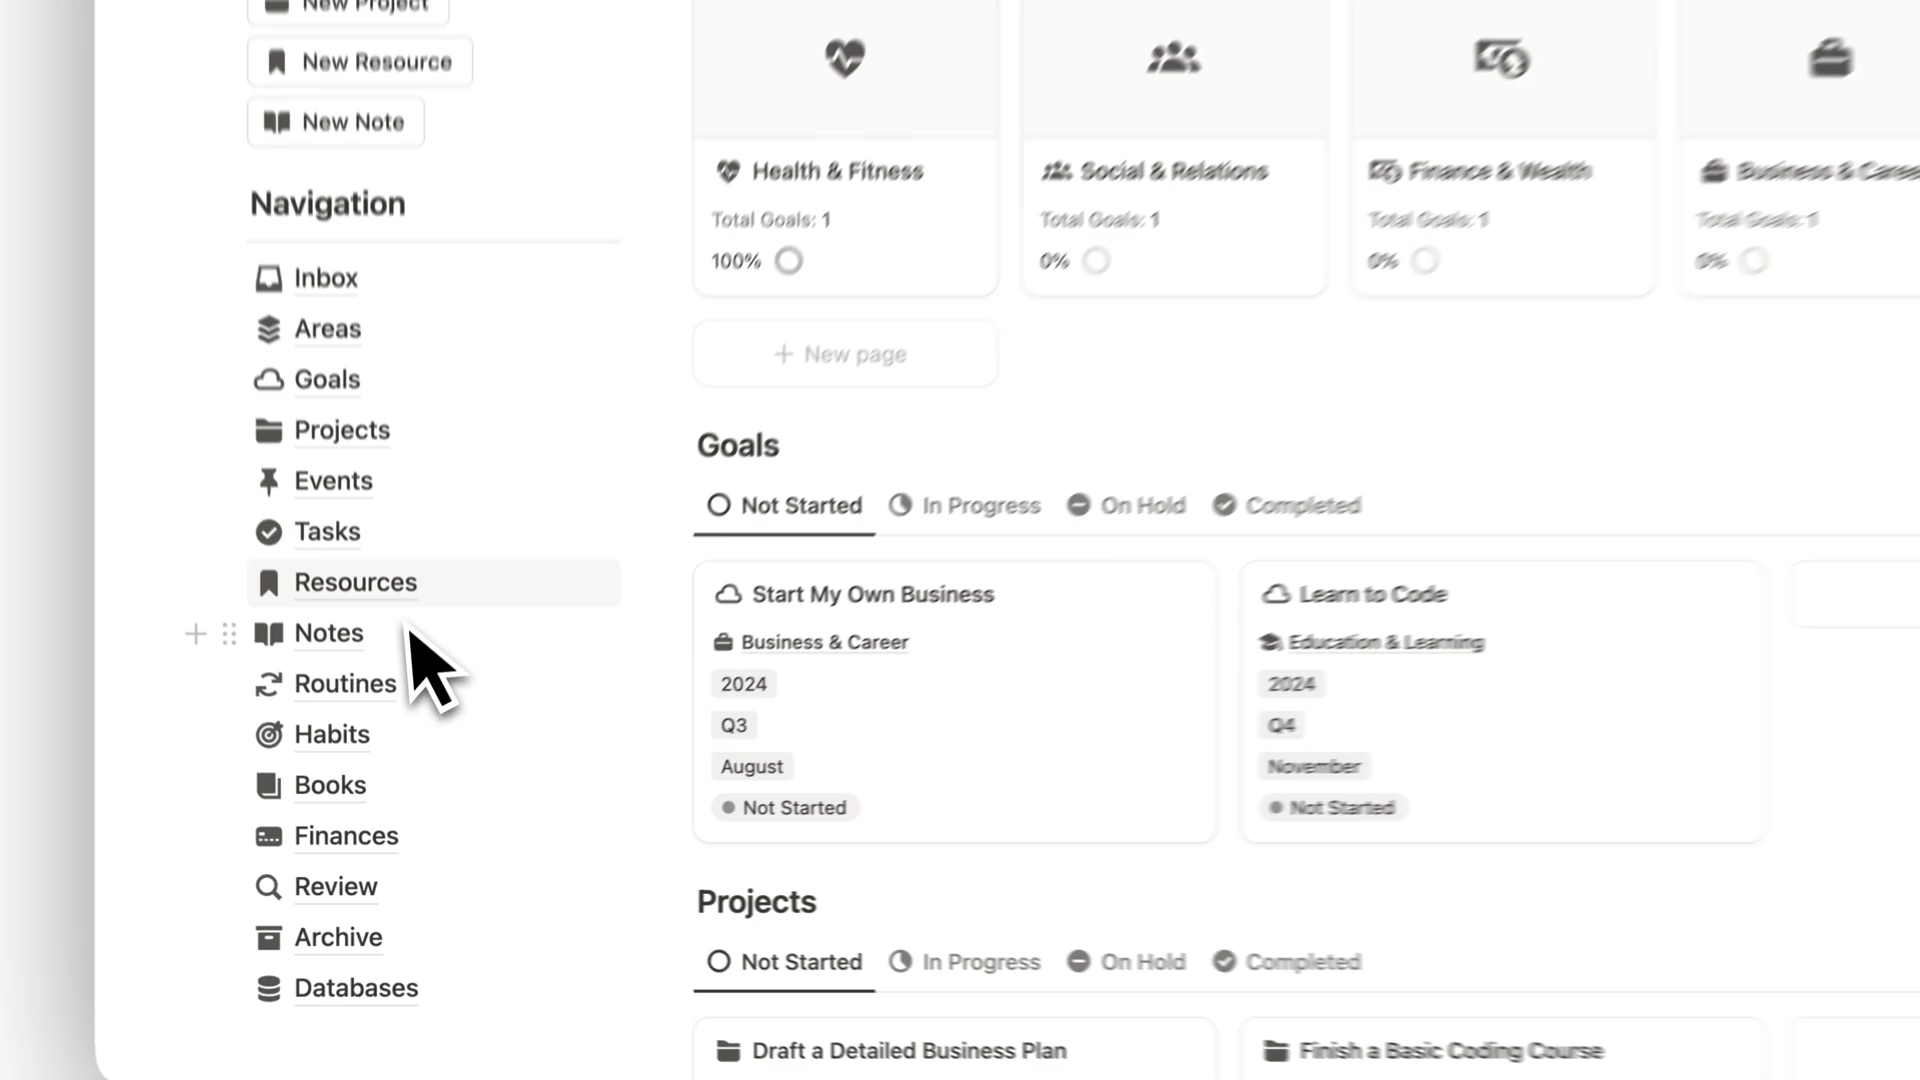 New Project
New Resource
New Note
Navigation
Inbox
Areas
Goals
Projects
Events
Tasks
Resources
Notes
Routines
Habits
Books
Finances
Review
Archive
Databases
Health & Fitness
Total Goals: 1
100%
Social & Relations
Total Goals: 1
0%
Finance & Wealth
Total Goals: 1
0%
Business & Caree
Total Goals: 1
0%
New page
Goals
Not Started In Progress On Hold Completed
Start My Own Business
Business & Career
2024
Q3
August
Not Started
Learn to Code
Education & Learning
2024
Q4
November
Not Started
Projects
Not Started In Progress On Hold Completed
Draft a Detailed Business Plan
Finish a Basic Coding Course